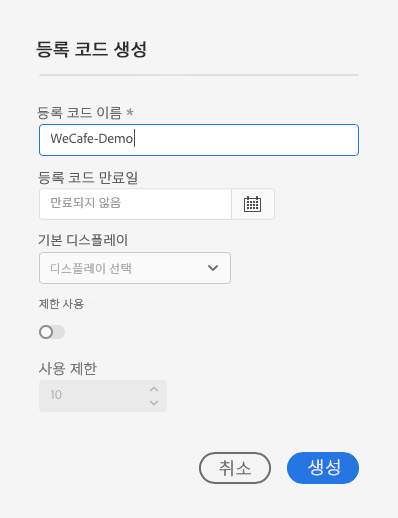 등록 코드 생성
등록 코드 이름 *
WeCafe-Demo
등록 코드 만료일
만료되지 않음
기본 디스플레이
디스플레이 선택
제한 사용
사용 제한
10
취소
생성